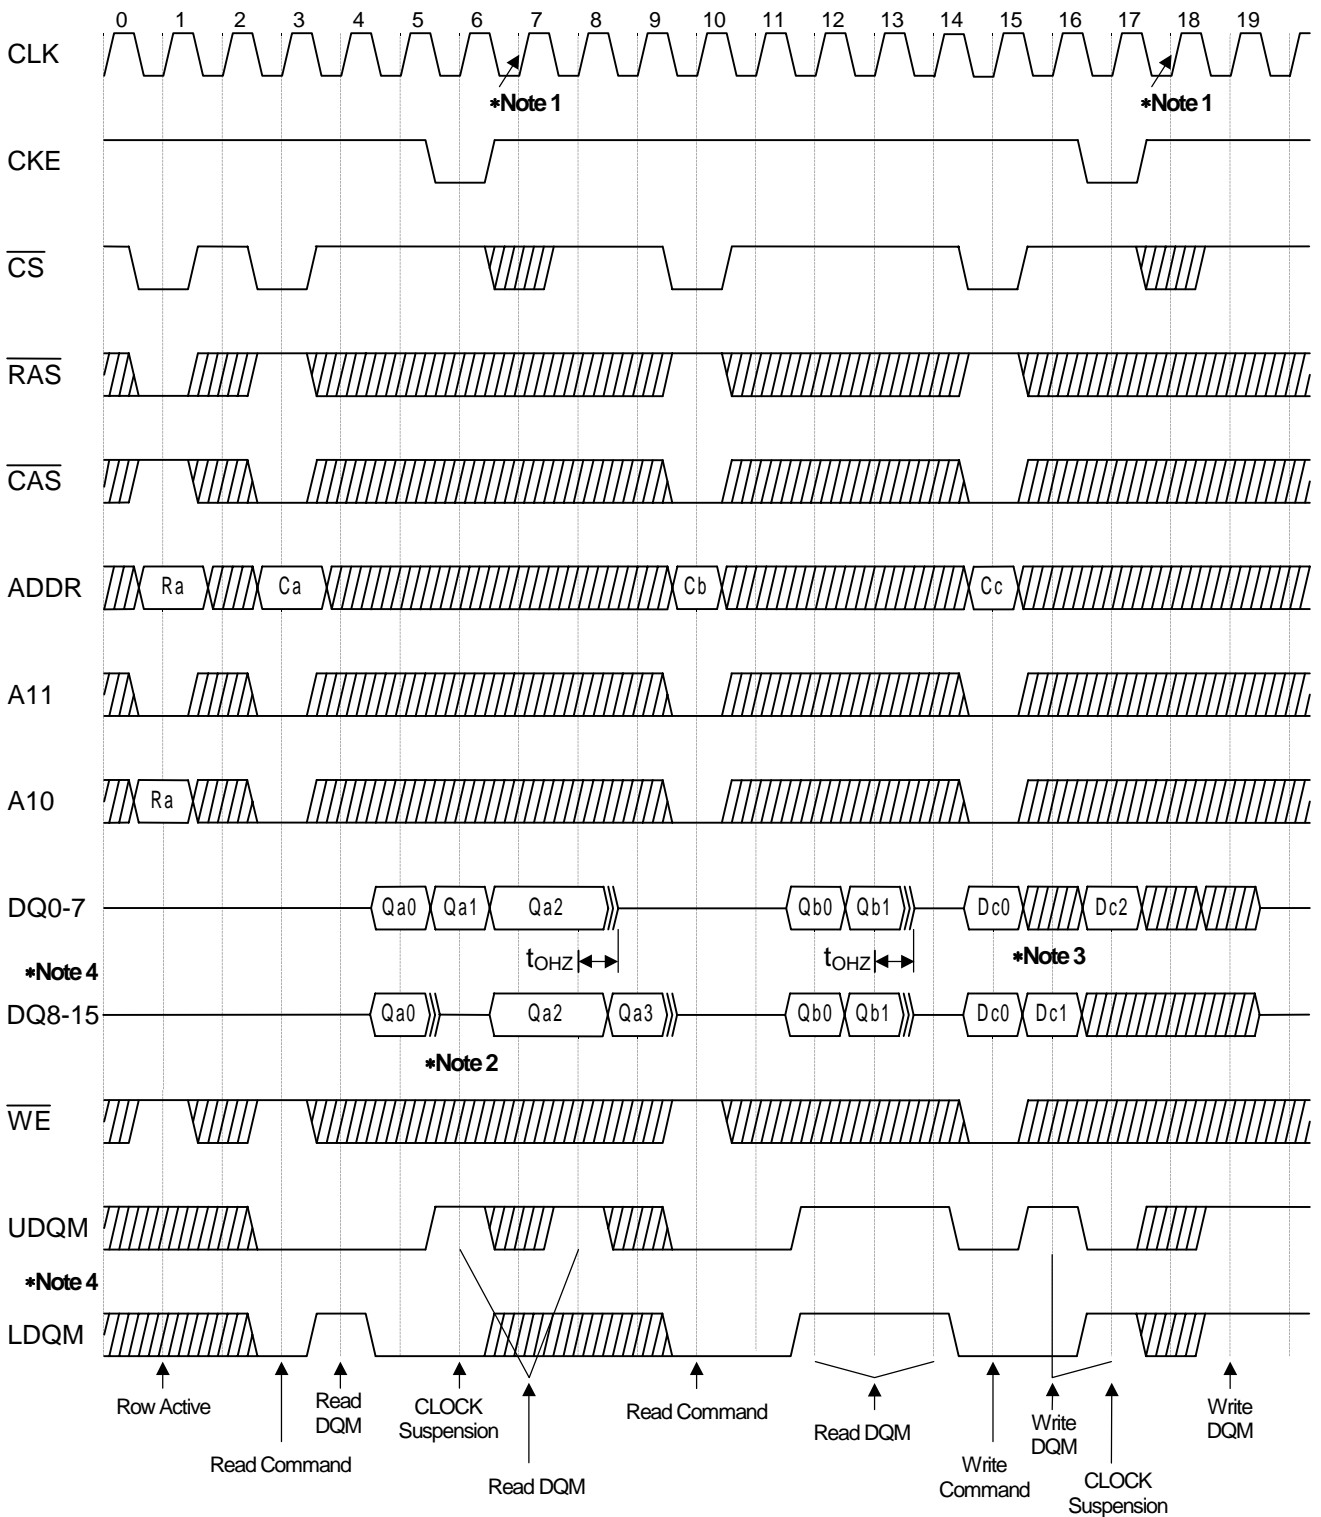 0 1 2 3 4 5 6 7 8 9 10 11 12 13 14 15 16 17 18 19
CLK
∗Note 1 ∗Note 1
CKE
CS
RAS
CAS
ADDR Ra Ca Cb Cc
A11
A10 Ra
DQ0-7 Qa0 Qa1 Qa2 Qb0 Qb1 Dc0 Dc2
tOHZ tOHZ ∗Note 3
∗Note 4
DQ8-15 Qa0 Qa2 Qa3 Qb0 Qb1 Dc0 Dc1
∗Note 2
WE
UDQM
∗Note 4
LDQM
Row Active
Read Command
Read
DQM
CLOCK
Suspension
Read DQM
Read Command
Read DQM
Write
Command
Write
DQM
CLOCK
Suspension
Write
DQM